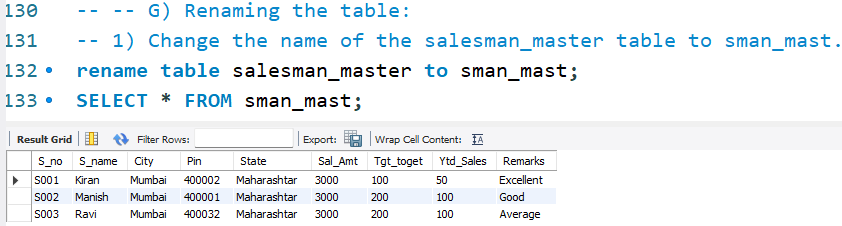 130 -- -- G) Renaming the table:
131 -- 1) Change the name of the salesman_master table to sman_mast.
132 • rename table salesman_master to sman_mast;
133 • SELECT * FROM sman_mast;
Result Grid Filter Rows: Export: Wrap Cell Content:
S_no S_name City Pin State Sal_Amt Tgt_toget Ytd_Sales Remarks
S001 Kiran Mumbai 400002 Maharashtar 3000 100 50 Excellent
S002 Manish Mumbai 400001 Maharashtar 3000 200 100 Good
S003 Ravi Mumbai 400032 Maharashtar 3000 200 100 Average